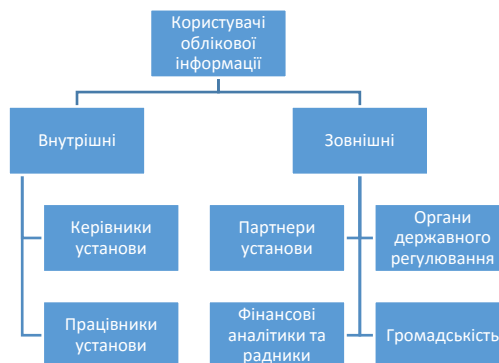 Користувачі
облікової
інформації
Внутрішні
Зовнішні
Керівники
установи
Партнери
установи
Органи
державного
регулювання
Працівники
установи
Фінансові
аналітики та
радники
Громадськість